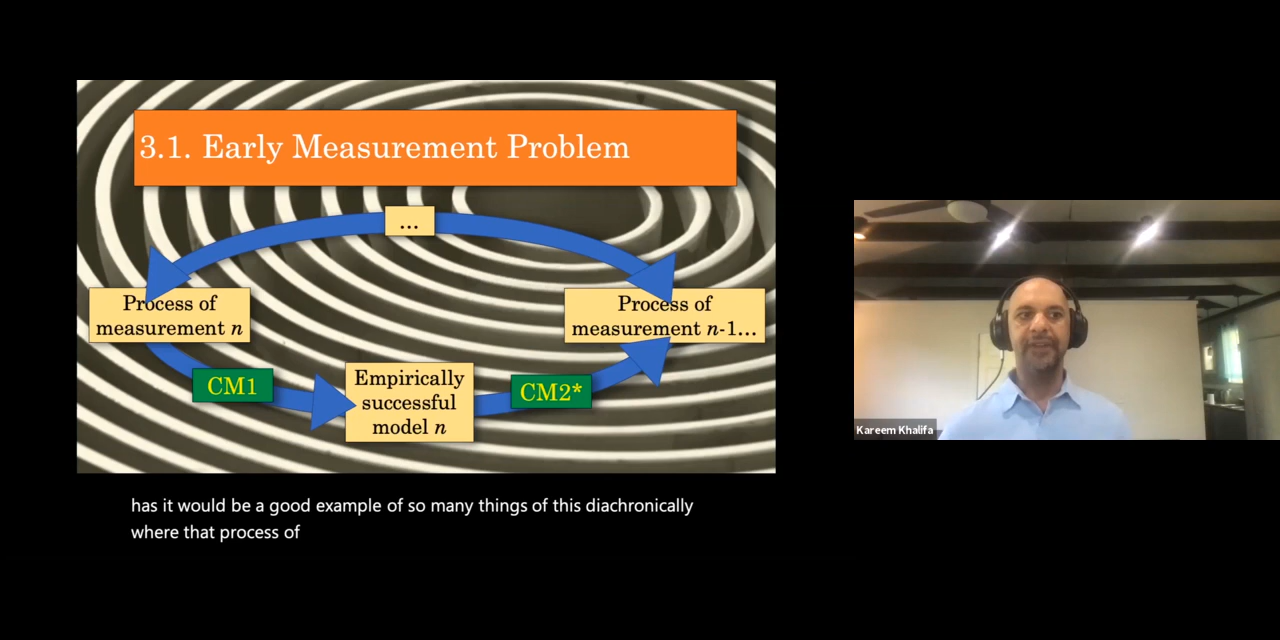 3.1. Early Measurement Problem
...
Process of
measurement n
Process of
measurement n-1...
CM1
Empirically
successful
model n
CM2*
Kareem Khalifa
has it would be a good example of so many things of this diachronically
where that process of